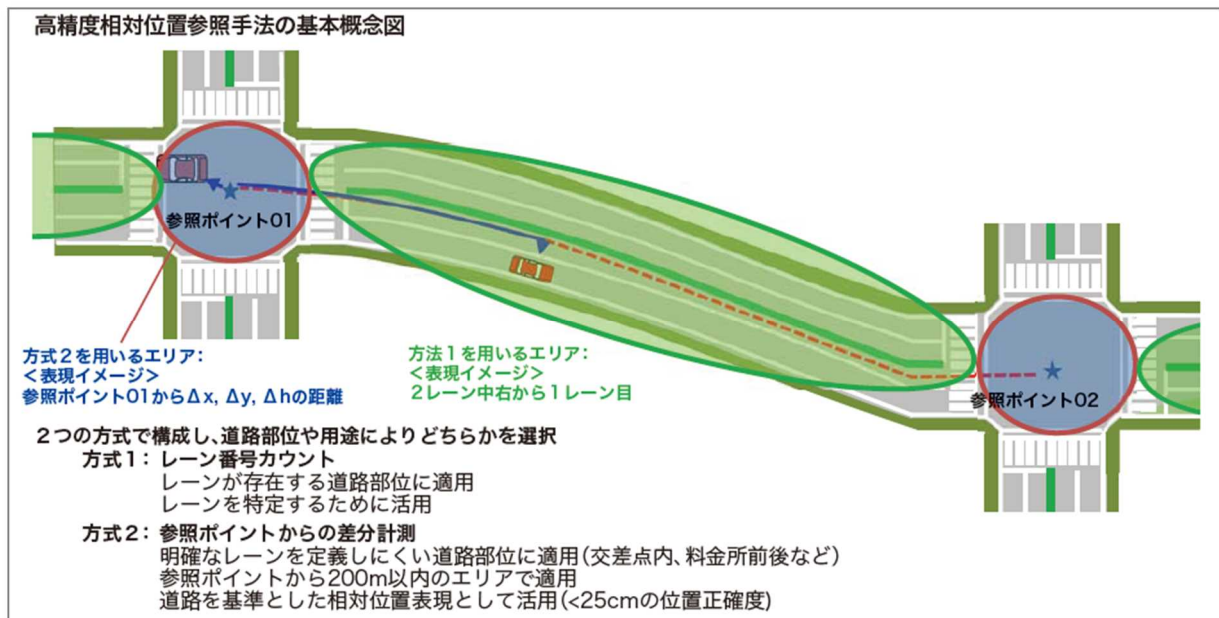 高精度相対位置参照手法の基本概念図
参照ポイント01
参照ポイント02
方式2を用いるエリア：
<表現イメージ>
参照ポイント01からΔx, Δy, Δhの距離
方法1を用いるエリア：
<表現イメージ>
2レーン中右から1レーン目
2つの方式で構成し、道路部位や用途によりどちらかを選択
方式1： レーン番号カウント
レーンが存在する道路部位に適用
レーンを特定するために活用
方式2： 参照ポイントからの差分計測
明確なレーンを定義しにくい道路部位に適用（交差点内、料金所前後など）
参照ポイントから200m以内のエリアで適用
道路を基準とした相対位置表現として活用（<25cmの位置正確度)